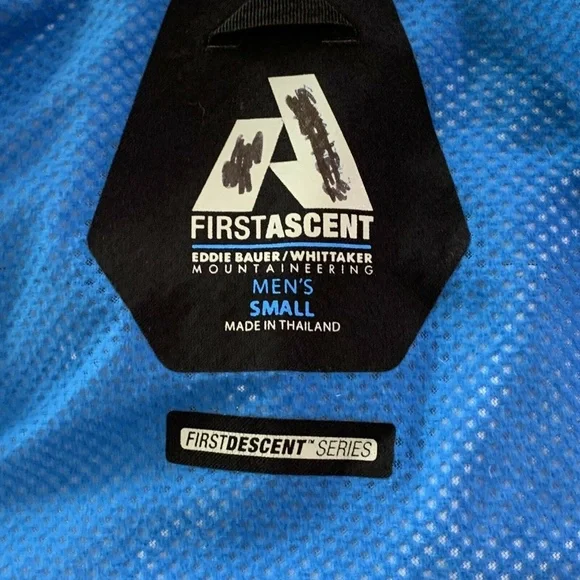 FIRSTASCENT
EDDIE BAUER/WHITTAKER
MOUNTAINEERING
MEN'S
SMALL
MADE IN THAILAND
FIRSTDESCENT™ SERIES